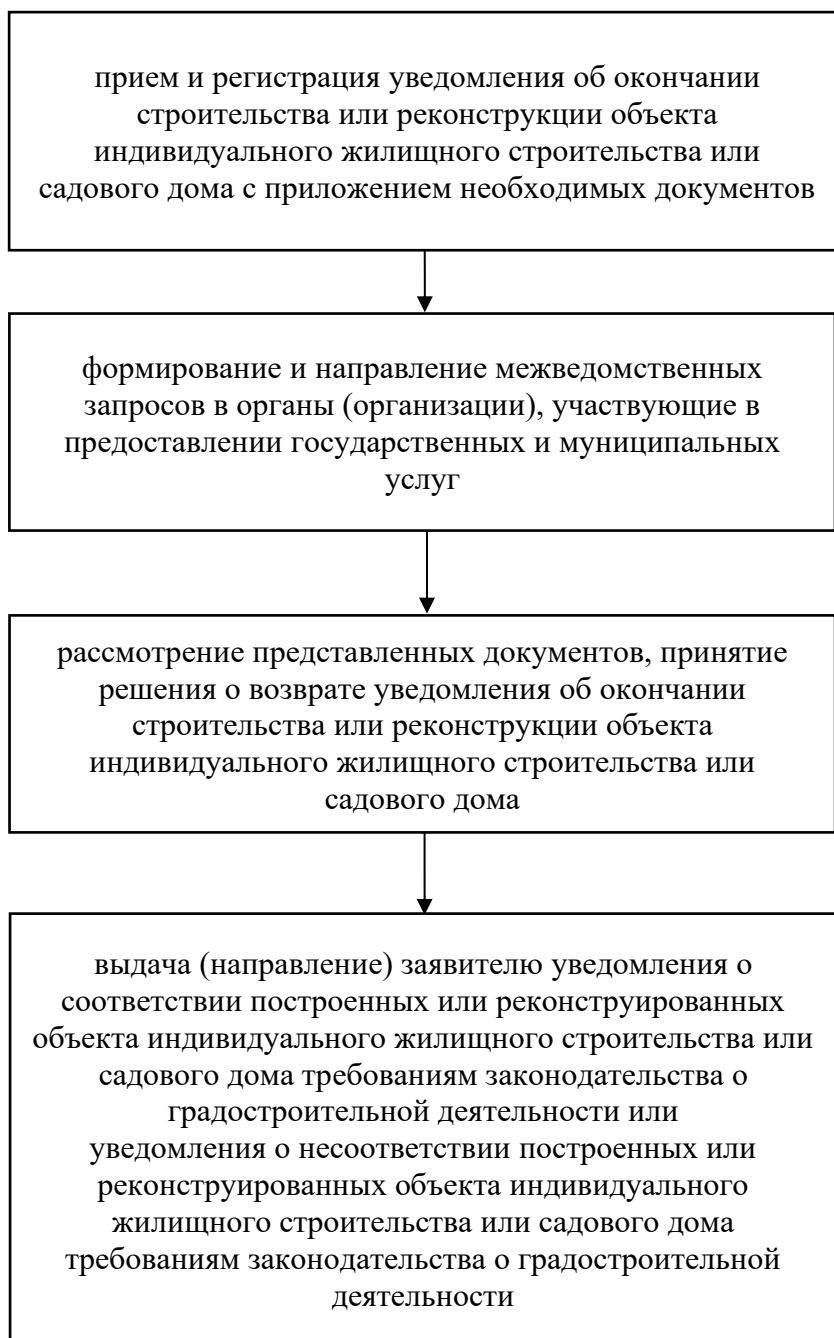 прием и регистрация уведомления об окончании
строительства или реконструкции объекта
индивидуального жилищного строительства или
садового дома с приложением необходимых документов
формирование и направление межведомственных
запросов в органы (организации), участвующие в
предоставлении государственных и муниципальных
услуг
рассмотрение представленных документов, принятие
решения о возврате уведомления об окончании
строительства или реконструкции объекта
индивидуального жилищного строительства или
садового дома
выдача (направление) заявителю уведомления о
соответствии построенных или реконструированных
объекта индивидуального жилищного строительства или
садового дома требованиям законодательства о
градостроительной деятельности или
уведомления о несоответствии построенных или
реконструированных объекта индивидуального
жилищного строительства или садового дома
требованиям законодательства о градостроительной
деятельности